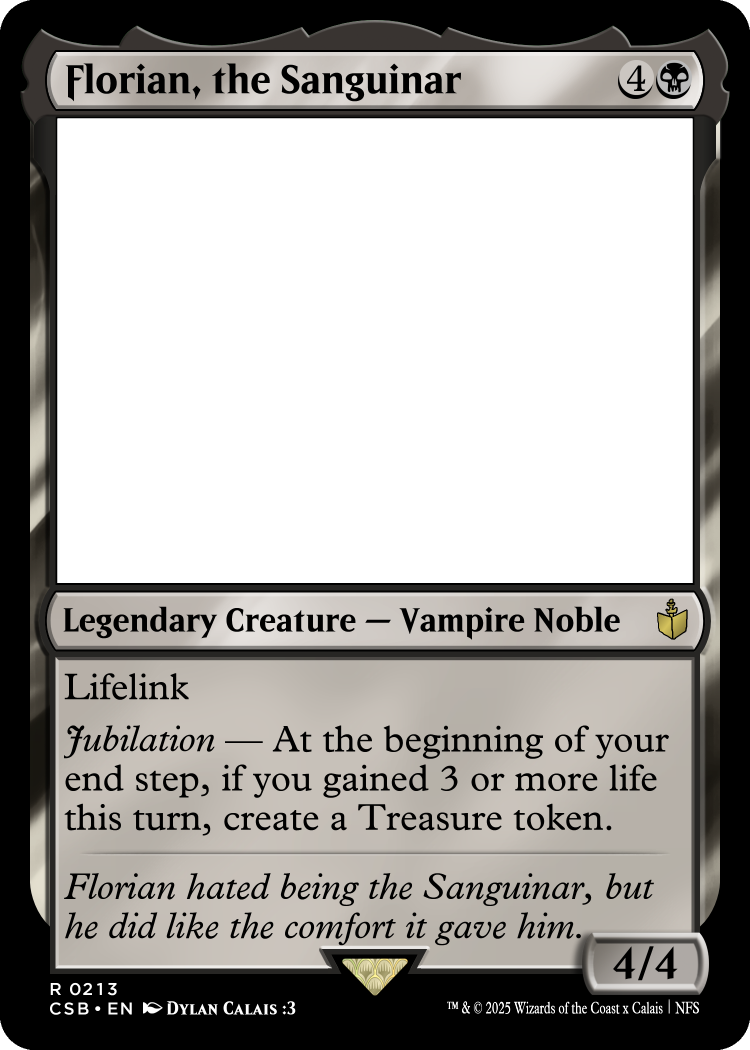 Florian, the Sanguinar 4
Legendary Creature — Vampire Noble
Lifelink
Jubilation — At the beginning of your
end step, if you gained 3 or more life
this turn, create a Treasure token.
Florian hated being the Sanguinar, but
he did like the comfort it gave him.
4/4
R 0213
CSB • EN DYLAN CALAIS :3
™ & © 2025 Wizards of the Coast x Calais | NFS